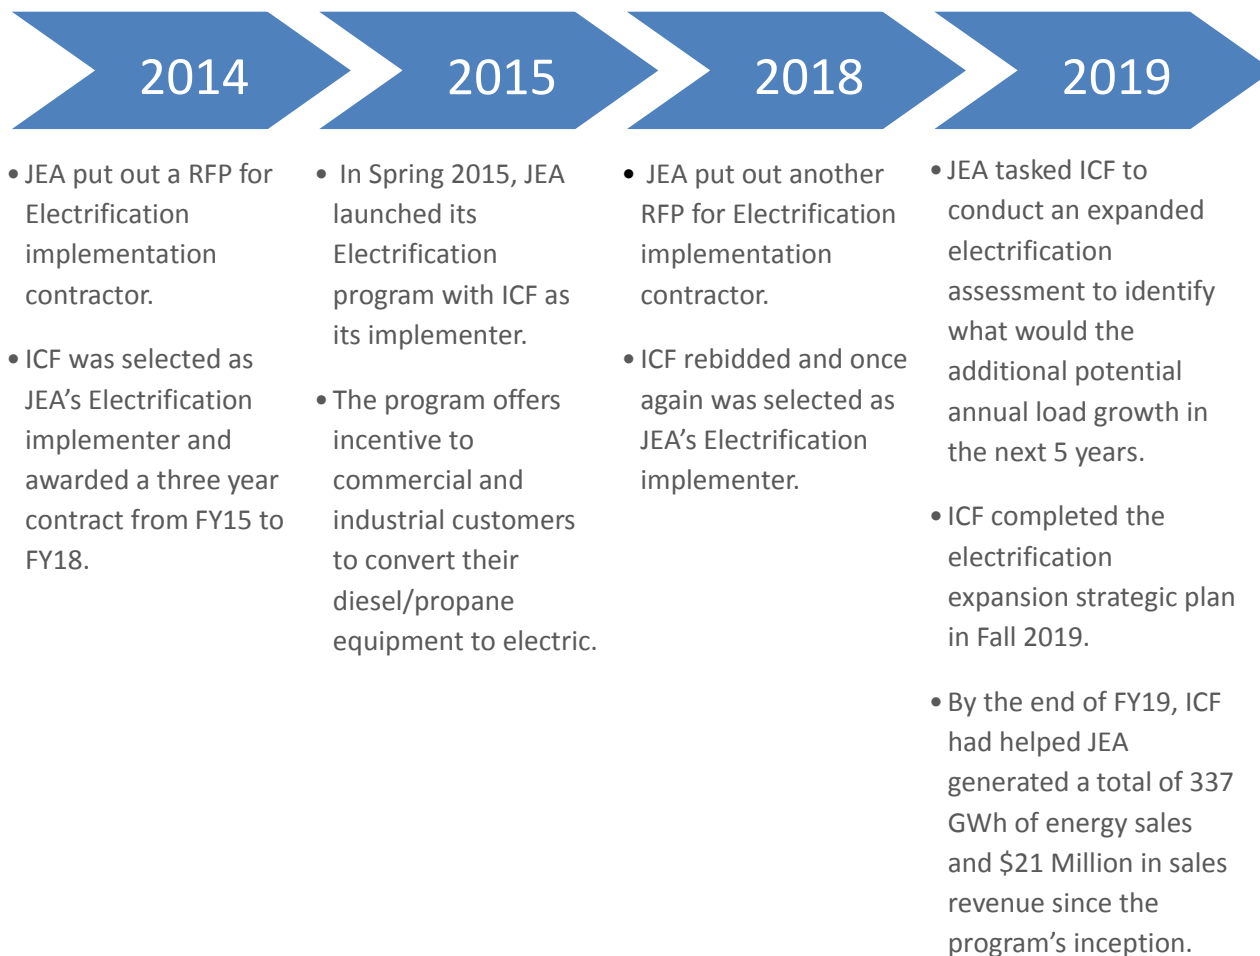 2014
• JEA put out a RFP for
Electrification
implementation
contractor.
• ICF was selected as
JEA’s Electrification
implementer and
awarded a three year
contract from FY15 to
FY18.
2015
• In Spring 2015, JEA
launched its
Electrification
program with ICF as
its implementer.
• The program offers
incentive to
commercial and
industrial customers
to convert their
diesel/propane
equipment to electric.
2018
• JEA put out another
RFP for Electrification
implementation
contractor.
• ICF rebidded and once
again was selected as
JEA’s Electrification
implementer.
2019
• JEA tasked ICF to
conduct an expanded
electrification
assessment to identify
what would the
additional potential
annual load growth in
the next 5 years.
• ICF completed the
electrification
expansion strategic plan
in Fall 2019.
• By the end of FY19, ICF
had helped JEA
generated a total of 337
GWh of energy sales
and $21 Million in sales
revenue since the
program’s inception.